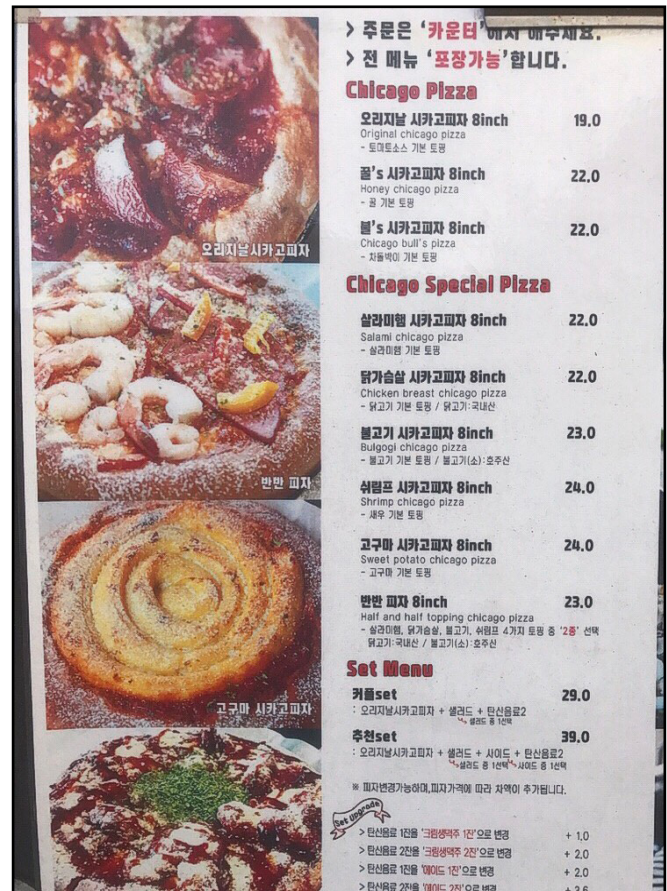 > 주문은 '카운터'에서 해주세요.
> 전 메뉴 '포장가능'합니다.
Chicago Pizza
오리지날 시카고피자 8inch 19.0
Original chicago pizza
- 토마토소스 기본 토핑
꿀's 시카고피자 8inch 22.0
Honey chicago pizza
- 꿀 기본 토핑
불's 시카고피자 8inch 22.0
Chicago bull's pizza
- 차돌박이 기본 토핑
오리지날시카고피자
Chicago Special Pizza
살라미햄 시카고피자 8inch 22.0
Salami chicago pizza
- 살라미햄 기본 토핑
닭가슴살 시카고피자 8inch 22.0
Chicken breast chicago pizza
- 닭고기 기본 토핑 / 닭고기:국내산
불고기 시카고피자 8inch 23.0
Bulgogi chicago pizza
- 불고기 기본 토핑 / 불고기(소):호주산
반반 피자
쉬림프 시카고피자 8inch 24.0
Shrimp chicago pizza
- 새우 기본 토핑
고구마 시카고피자 8inch 24.0
Sweet potato chicago pizza
- 고구마 기본 토핑
반반 피자 8inch 23.0
Half and half topping chicago pizza
- 살라미햄, 닭가슴살, 불고기, 쉬림프 4가지 토핑 중 '2종' 선택
닭고기:국내산 / 불고기(소):호주산
고구마 시카고피자
Set Menu
커플set 29.0
: 오리지날시카고피자 + 샐러드 + 탄산음료2
샐러드 중 1선택
추천set 39.0
: 오리지날시카고피자 + 샐러드 + 사이드 + 탄산음료2
샐러드 중 1선택 사이드 중 1선택
※ 피자변경가능하며,피자가격에 따라 차액이 추가됩니다.
Set Upgrade
> 탄산음료 1잔을 '크림생맥주 1잔'으로 변경 + 1.0
> 탄산음료 2잔을 '크림생맥주 2잔'으로 변경 + 2.0
> 탄산음료 1잔을 '에이드 1잔'으로 변경 + 2.0
> 탄산음료 2잔을 '에이드 2잔'으로 변경 + 3.6